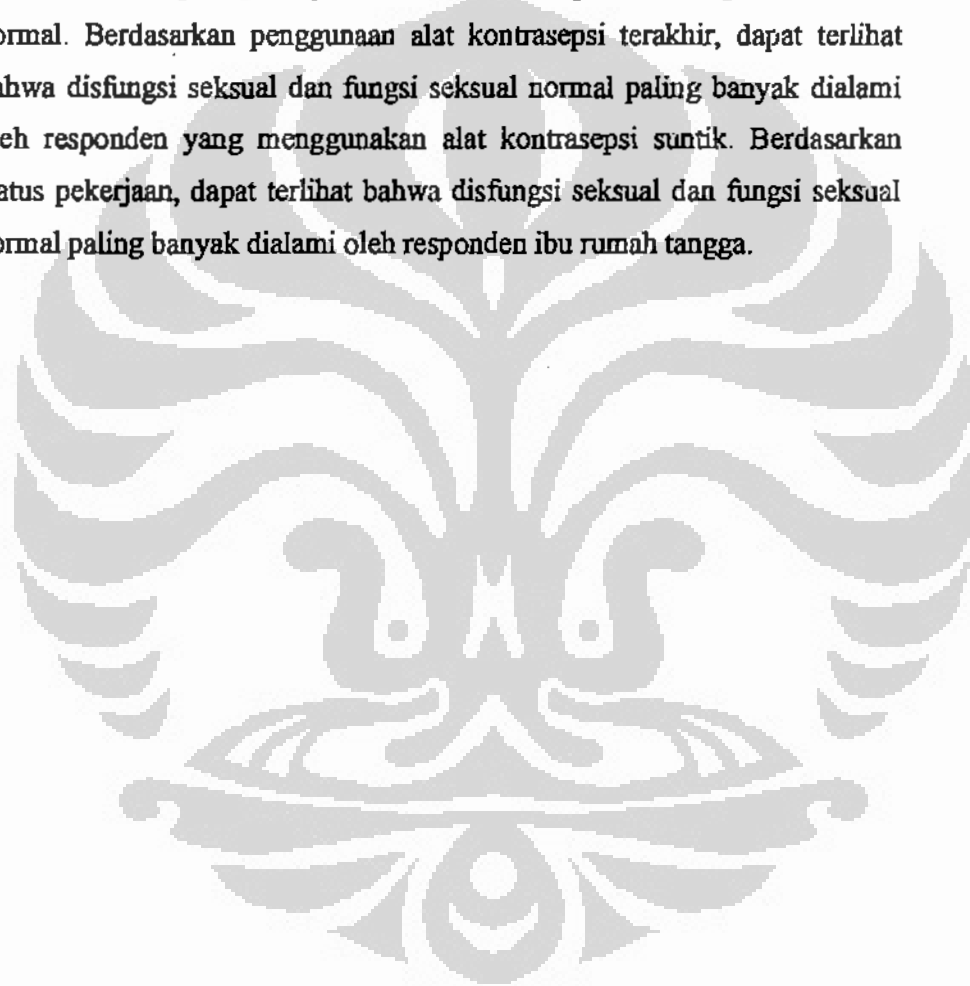 ormal. Berdasarkan penggunaan alat kontrasepsi terakhir, dapat terlihat
ahwa disfungsi seksual dan fungsi seksual normal paling banyak dialami
eh responden yang menggunakan alat kontrasepsi suntik. Berdasarkan
atus pekerjaan, dapat terlihat bahwa disfungsi seksual dan fungsi seksual
ormal paling banyak dialami oleh responden ibu rumah tangga.